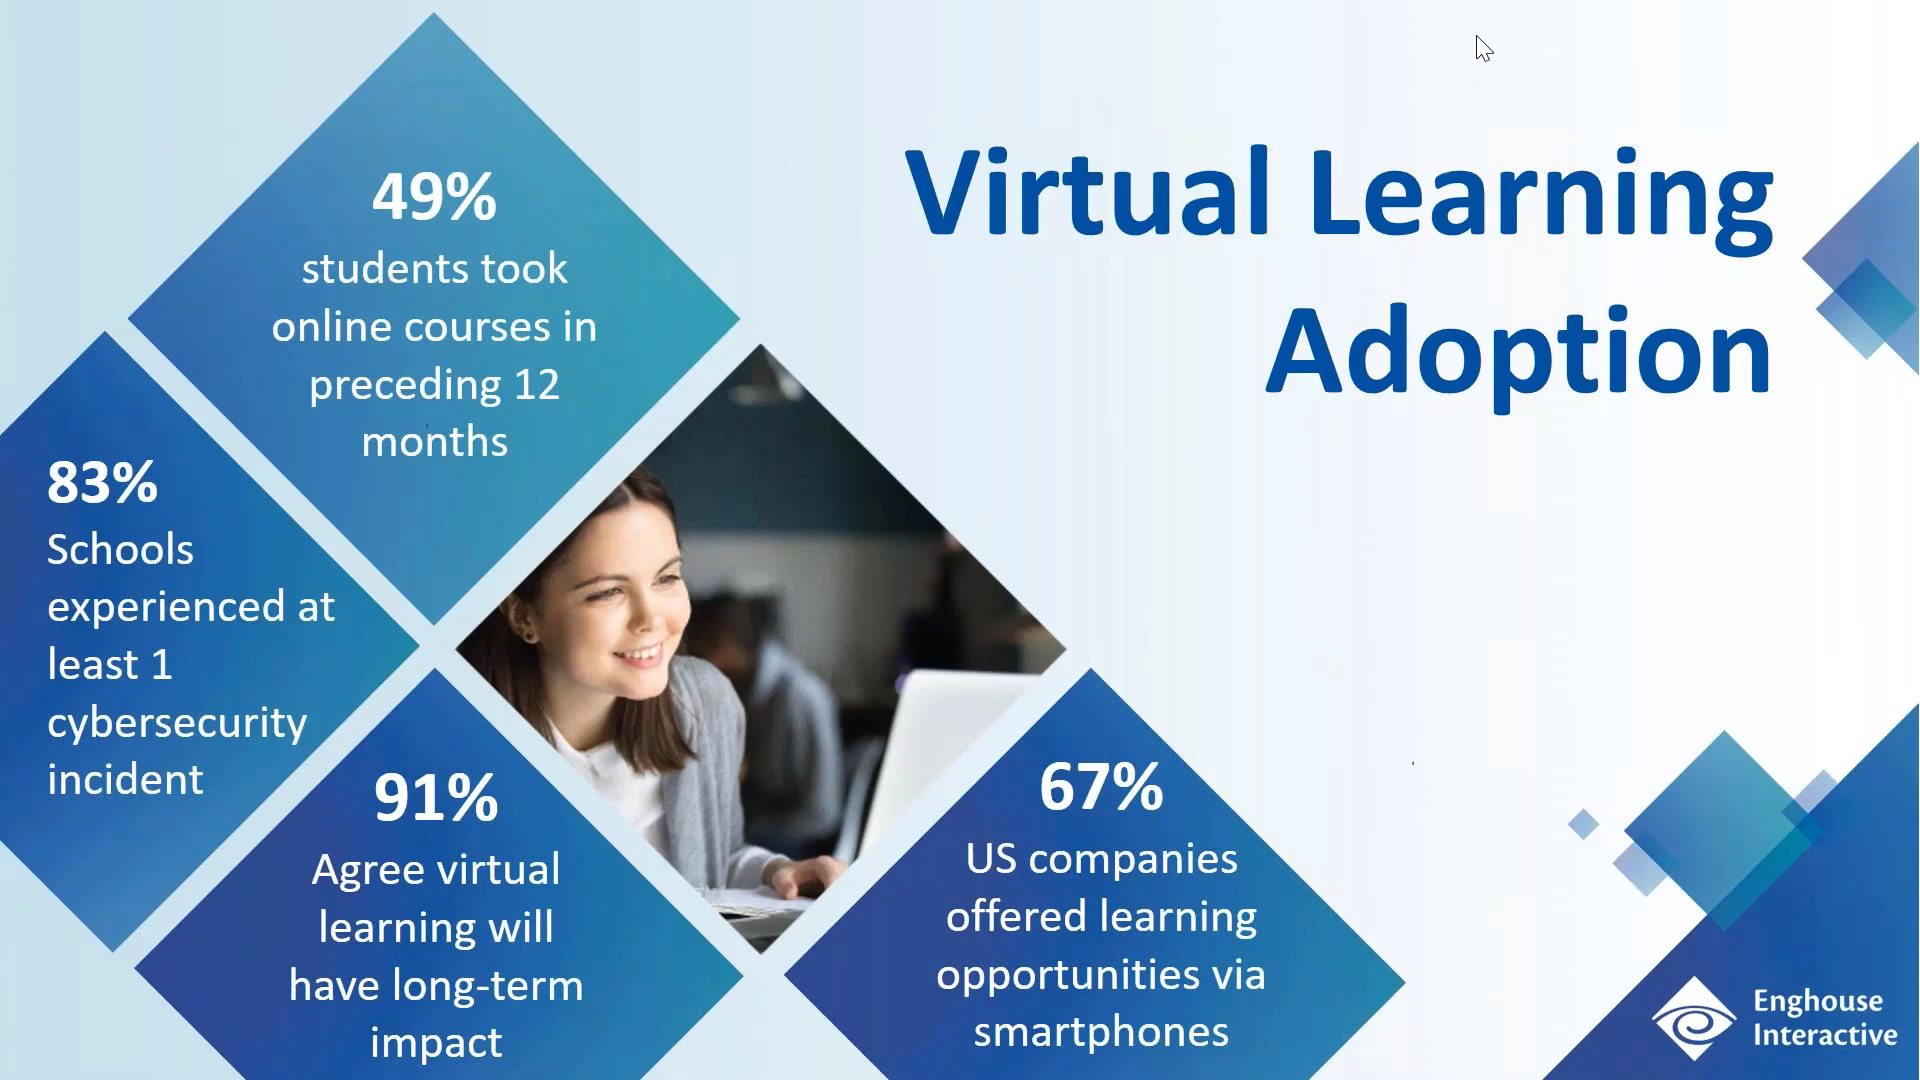 Virtual Learning
Adoption
49%
students took
online courses in
preceding 12
months
83%
Schools
experienced at
least 1
cybersecurity
incident
91%
Agree virtual
learning will
have long-term
impact
67%
US companies
offered learning
opportunities via
smartphones
Enghouse
Interactive